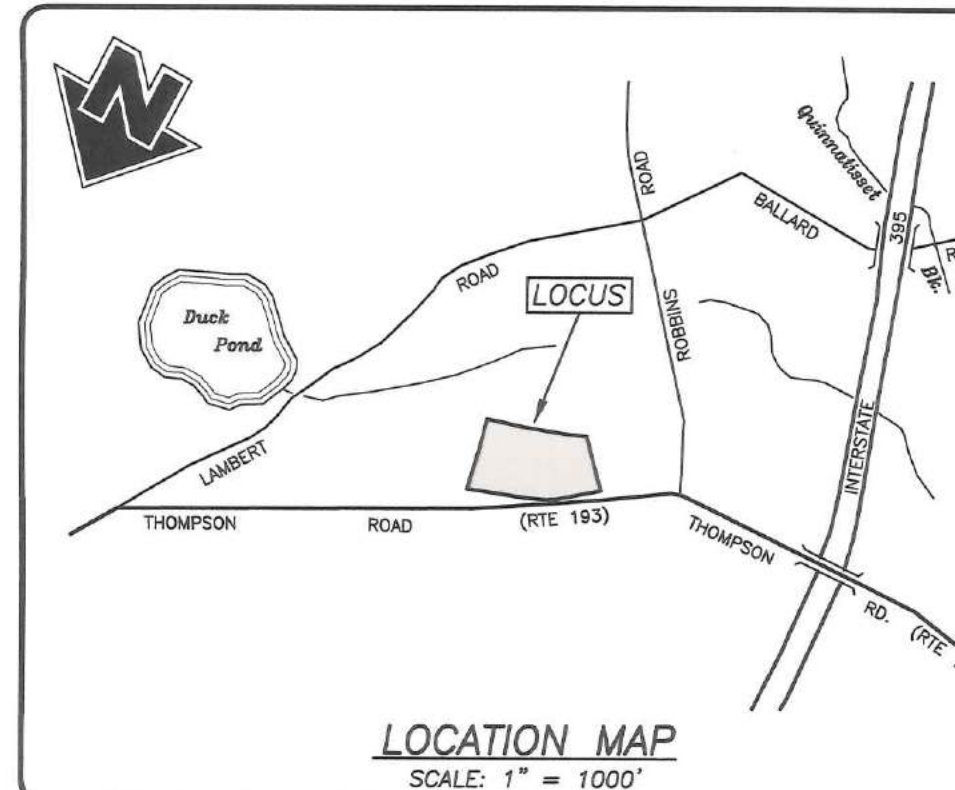 N
Quinnatisset
395
Bk.
R
BALLARD
ROAD
ROBBINS
ROAD
LOCUS
Duck
Pond
LAMBERT
INTERSTATE
THOMPSON
ROAD
(RTE 193)
THOMPSON
RD.
(RTE
LOCATION MAP
SCALE: 1" = 1000'